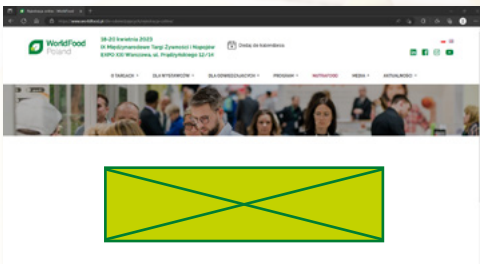 WorldFood
Poland
18-20 kwietnia 2023
IX Międzynarodowe Targi Żywności i Napojów
EXPO XXI Warszawa, ul. Prądzyńskiego 12/14
Dodaj do kalendarza
O TARGACH
DLA WYSTAWCÓW
DLA ODWIEDZAJĄCYCH
PROGRAM
PARTNERZY
MEDIA
AKTUALNOŚCI